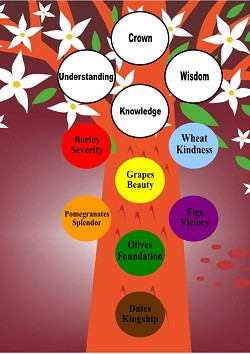 Crown
Understanding
Wisdom
Knowledge
Barley
Severity
Wheat
Kindness
Grapes
Beauty
Pomegranates
Splendor
Figs
Victory
Olives
Foundation
Dates
Kingship